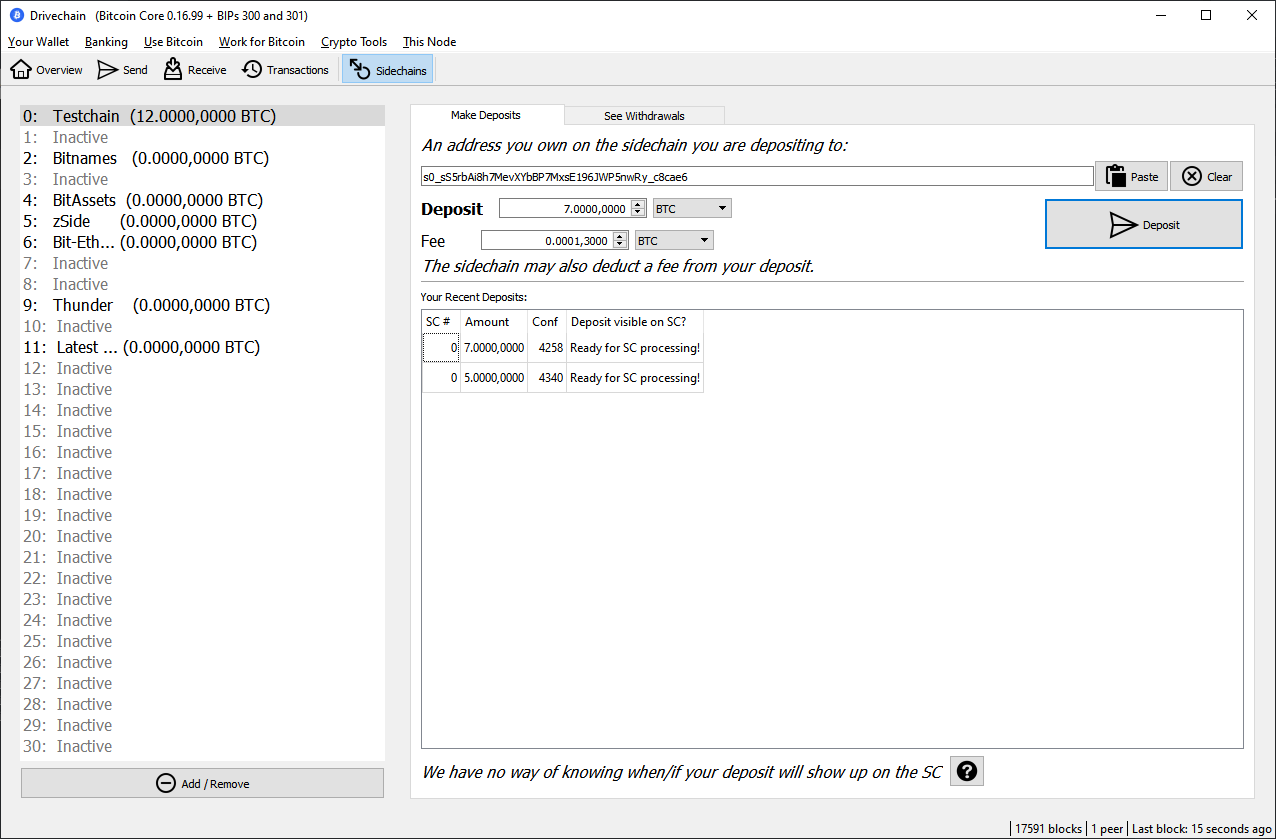 Drivechain (Bitcoin Core 0.16.99 + BIPs 300 and 301)
Your Wallet Banking Use Bitcoin Work for Bitcoin Crypto Tools This Node
Overview Send Receive Transactions Sidechains
0: Testchain (12.0000,0000 BTC)
1: Inactive
2: Bitnames (0.0000,0000 BTC)
3: Inactive
4: BitAssets (0.0000,0000 BTC)
5: zSide (0.0000,0000 BTC)
6: Bit-Eth... (0.0000,0000 BTC)
7: Inactive
8: Inactive
9: Thunder (0.0000,0000 BTC)
10: Inactive
11: Latest ... (0.0000,0000 BTC)
12: Inactive
13: Inactive
14: Inactive
15: Inactive
16: Inactive
17: Inactive
18: Inactive
19: Inactive
20: Inactive
21: Inactive
22: Inactive
23: Inactive
24: Inactive
25: Inactive
26: Inactive
27: Inactive
28: Inactive
29: Inactive
30: Inactive
Add / Remove
Make Deposits See Withdrawals
An address you own on the sidechain you are depositing to:
s0_sS5rbAi8h7MevXYbBP7MxsE196JWP5nwRy_c8cae6 Paste Clear
Deposit 7.0000,0000 BTC Deposit
Fee 0.0001,3000 BTC
The sidechain may also deduct a fee from your deposit.
Your Recent Deposits:
SC # Amount Conf Deposit visible on SC?
0 7.0000,0000 4258 Ready for SC processing!
0 5.0000,0000 4340 Ready for SC processing!
We have no way of knowing when/if your deposit will show up on the SC ?
17591 blocks 1 peer Last block: 15 seconds ago